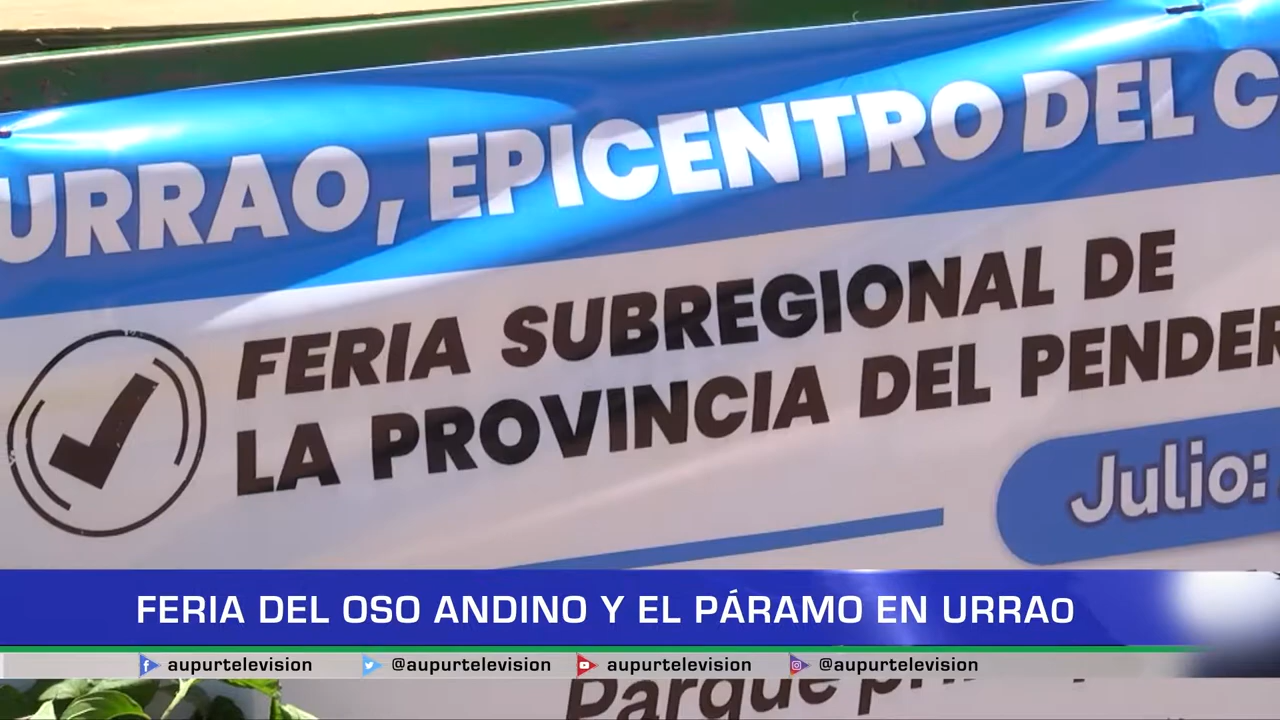 URRAO, EPICENTRO DEL
FERIA SUBREGIONAL DE
LA PROVINCIA DEL
Julio:
FERIA DEL OSO ANDINO Y EL PÁRAMO EN URRAO
aupurtelevision @aupurtelevision aupurtelevision @aupurtelevision
Parque